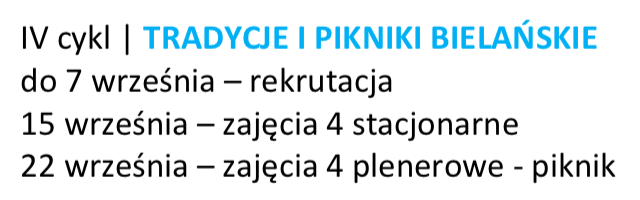 IV cykl | TRADYCJE I PIKNIKI BIELAŃSKIE
do 7 września – rekrutacja
15 września – zajęcia 4 stacjonarne
22 września – zajęcia 4 plenerowe - piknik